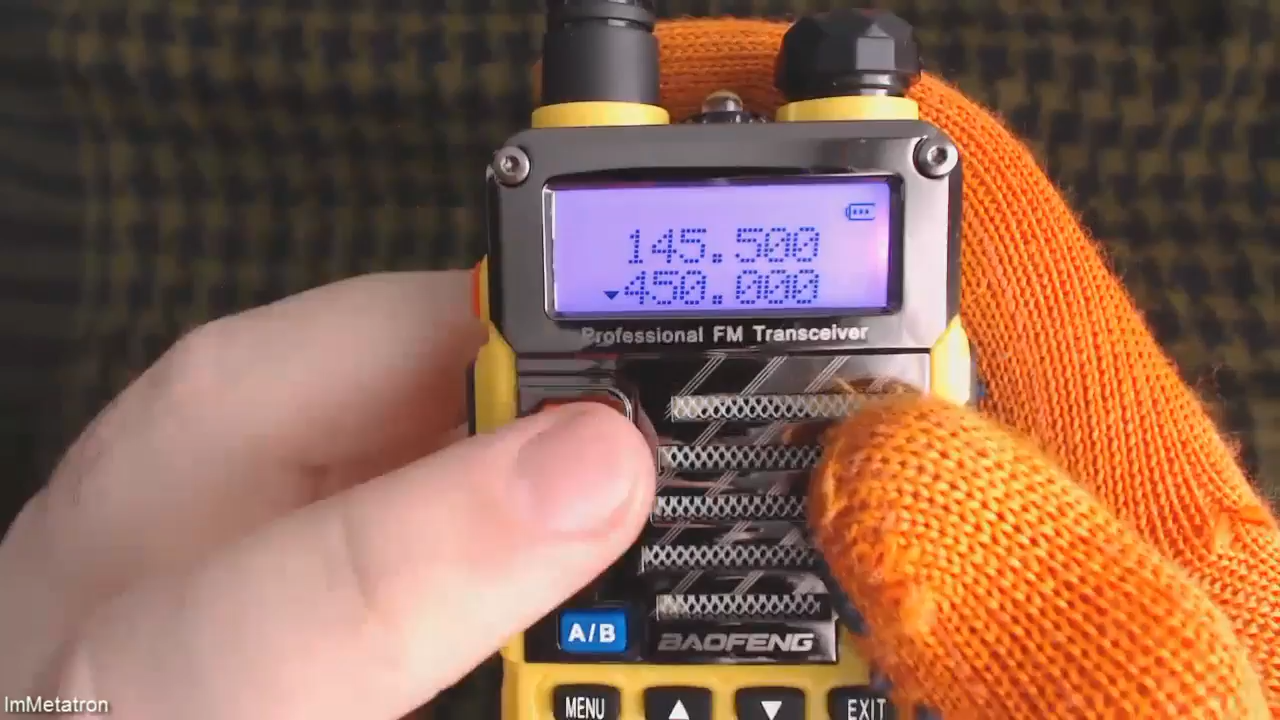 145.500
▼450.000
Professional FM Transceiver
A/B
BAOFENG
MENU ▲ ▼ EXIT
ImMetatron